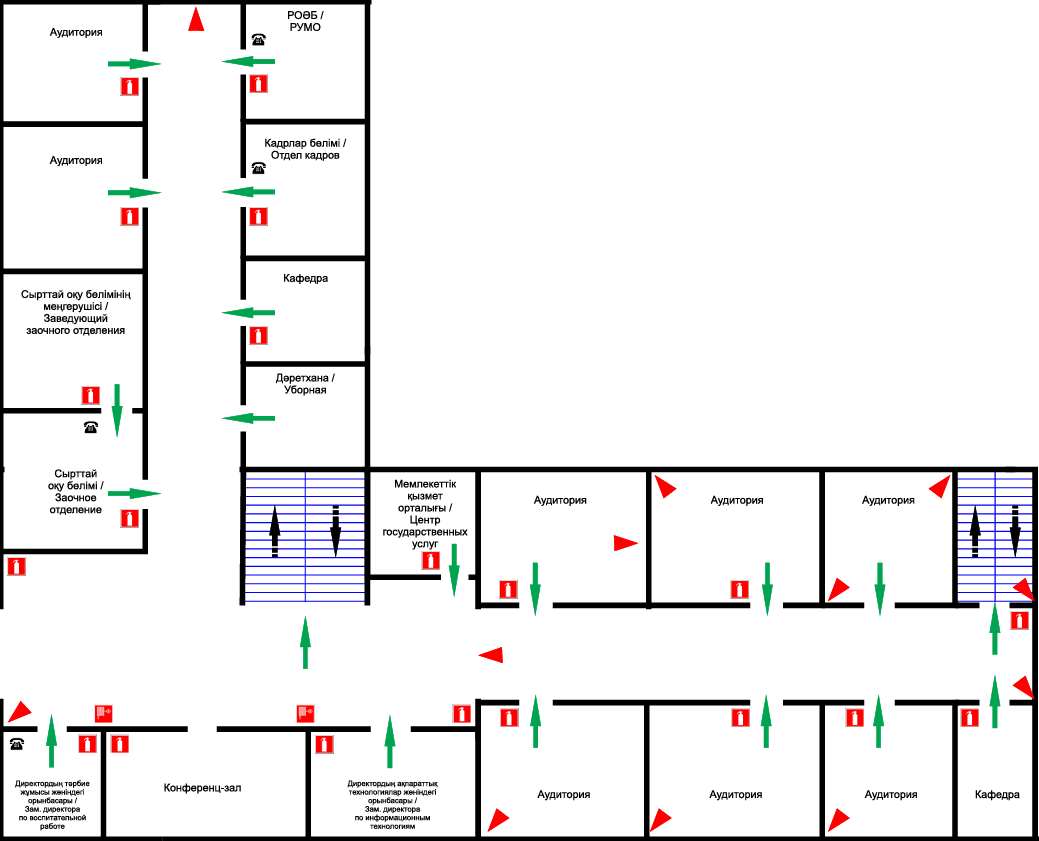 Аудитория
РОӘБ /
РУМО
Аудитория
Кадрлар бөлімі /
Отдел кадров
Сырттай оқу бөлімінің
меңгерушісі /
Заведующий
заочного отделения
Кафедра
Дәретхана /
Уборная
Сырттай
оқу бөлімі /
Заочное
отделение
Мемлекеттік
қызмет
орталығы /
Центр
государственных
услуг
Аудитория
Аудитория
Аудитория
Директордың тәрбие
жұмысы жөніндегі
орынбасары /
Зам. директора
по воспитательной
работе
Конференц-зал
Директордың ақпараттық
технологиялар жөніндегі
орынбасары /
Зам. директора
по информационным
технологиям
Аудитория
Аудитория
Аудитория
Кафедра